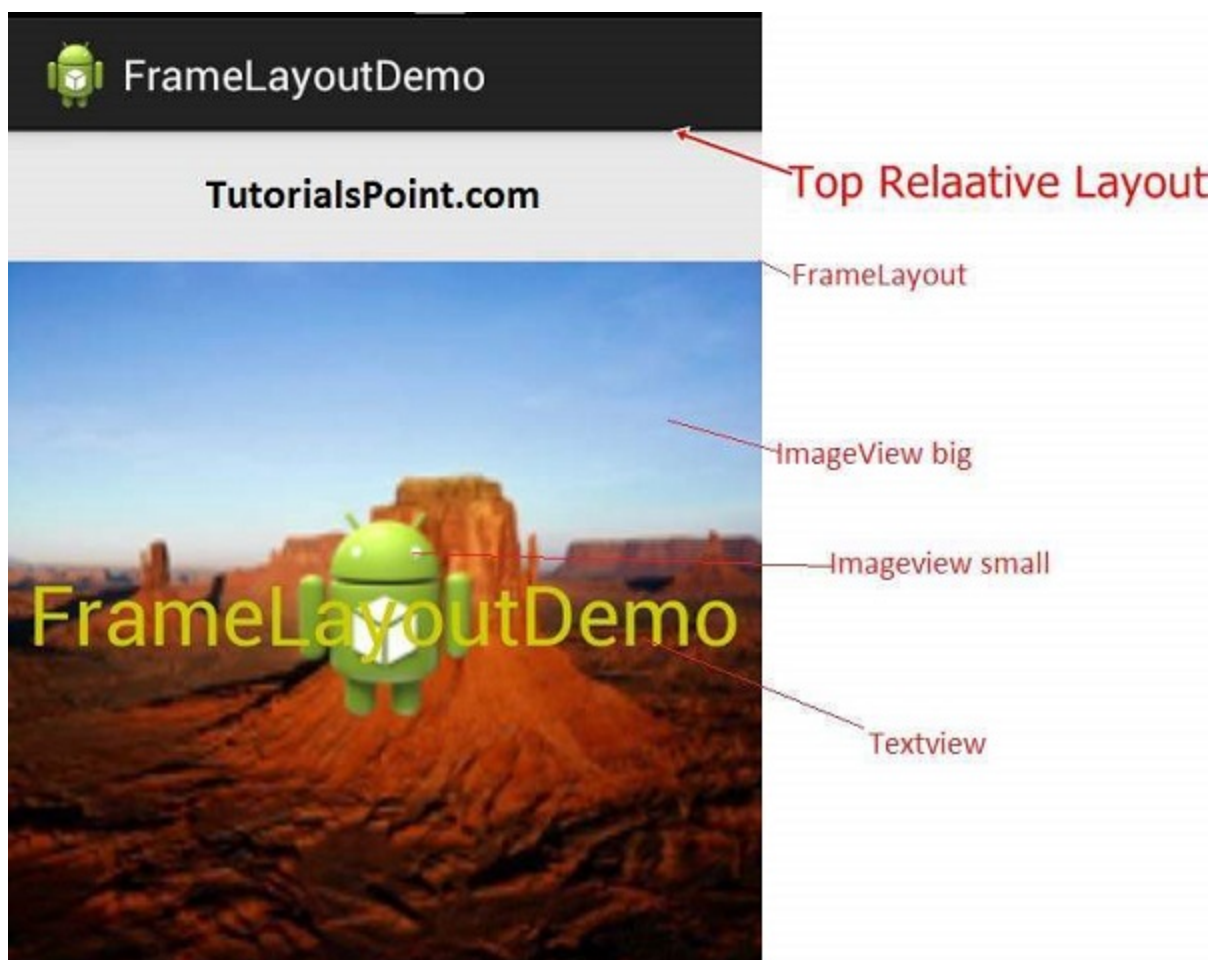 FrameLayoutDemo
Top Relaative Layout
TutorialsPoint.com
FrameLayout
ImageView big
Imageview small
FrameLayoutDemo
Textview